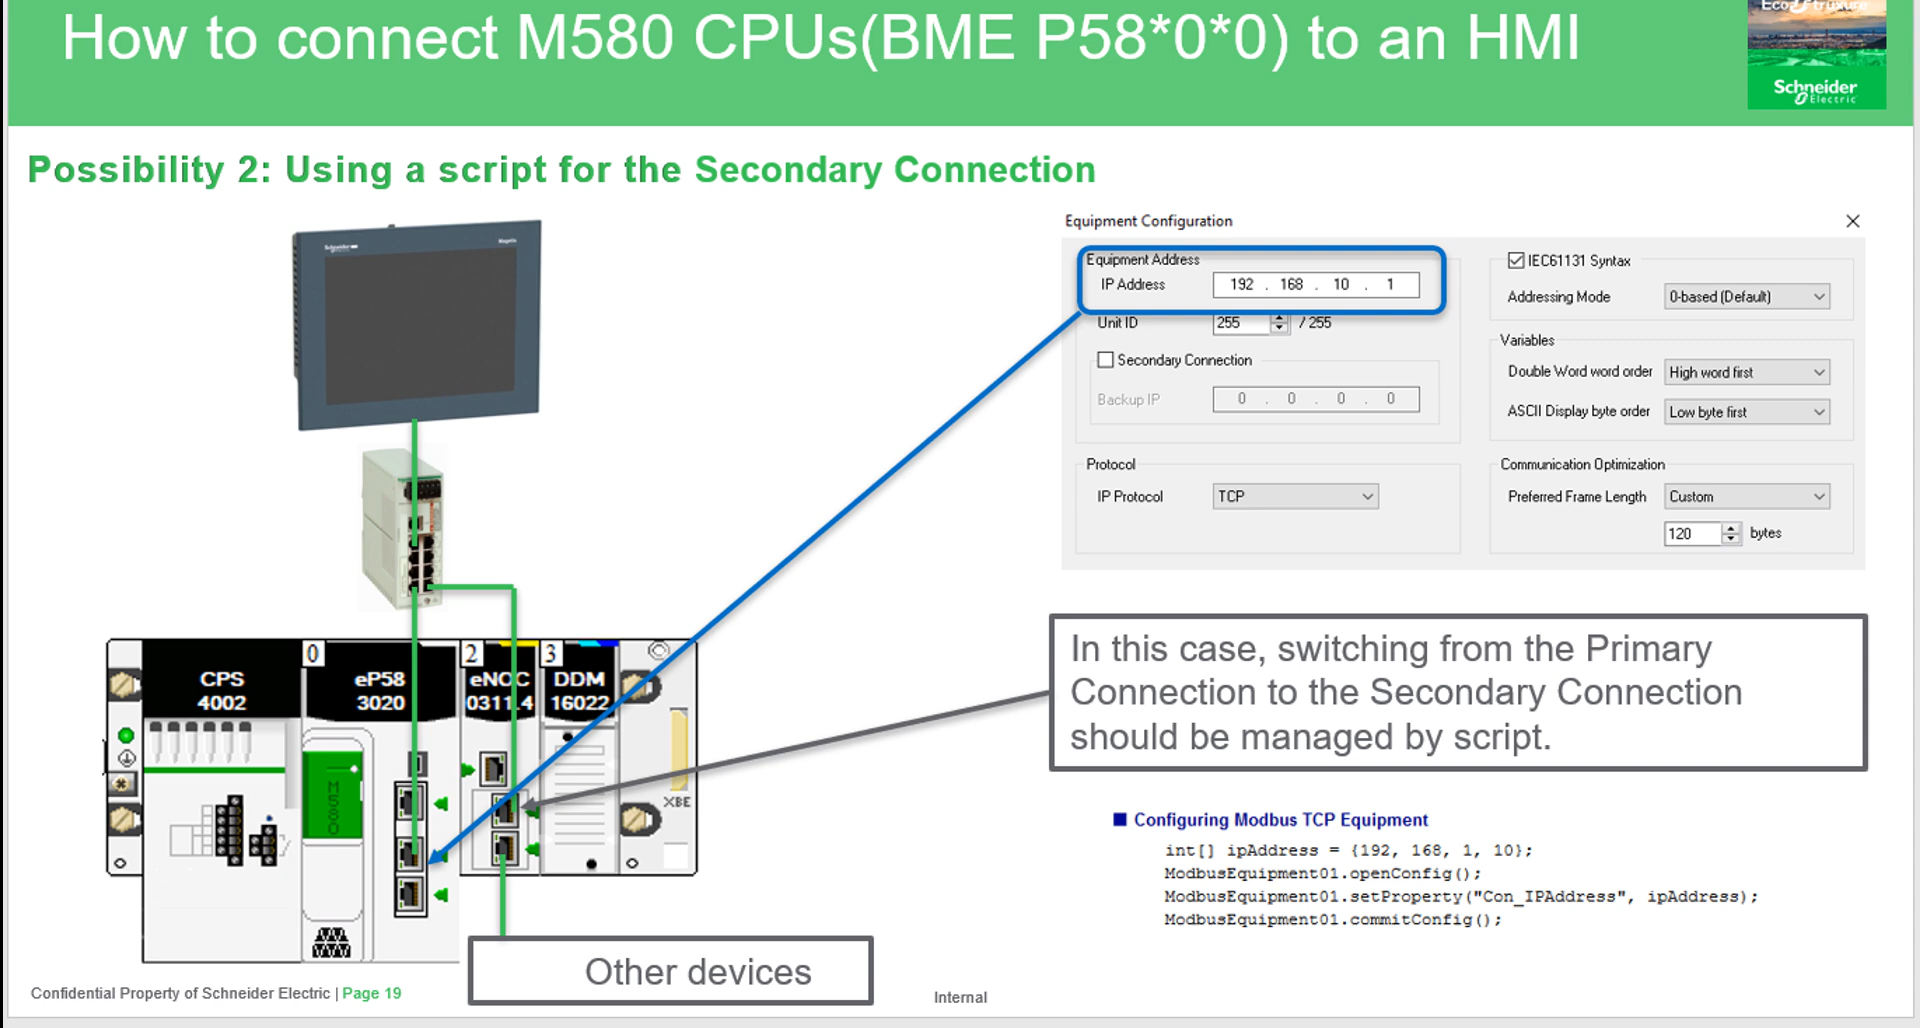 How to connect M580 CPUs(BME P58*0*0) to an HMI
Schneider
Electric
Possibility 2: Using a script for the Secondary Connection
Equipment Configuration
Equipment Address
IP Address 192 . 168 . 10 . 1
Unit ID 255 / 255
Secondary Connection
Backup IP 0 . 0 . 0 . 0
Protocol
IP Protocol TCP
IEC61131 Syntax
Addressing Mode 0-based (Default)
Variables
Double Word word order High word first
ASCII Display byte order Low byte first
Communication Optimization
Preferred Frame Length Custom
120 bytes
0 2 3
CPS eP58 eNOC DDM
4002 3020 0311.4 16022
M580
XBE
In this case, switching from the Primary
Connection to the Secondary Connection
should be managed by script.
Configuring Modbus TCP Equipment
int[] ipAddress = {192, 168, 1, 10};
ModbusEquipment01.openConfig();
ModbusEquipment01.setProperty("Con_IPAddress", ipAddress);
ModbusEquipment01.commitConfig();
Other devices
Confidential Property of Schneider Electric | Page 19
Internal